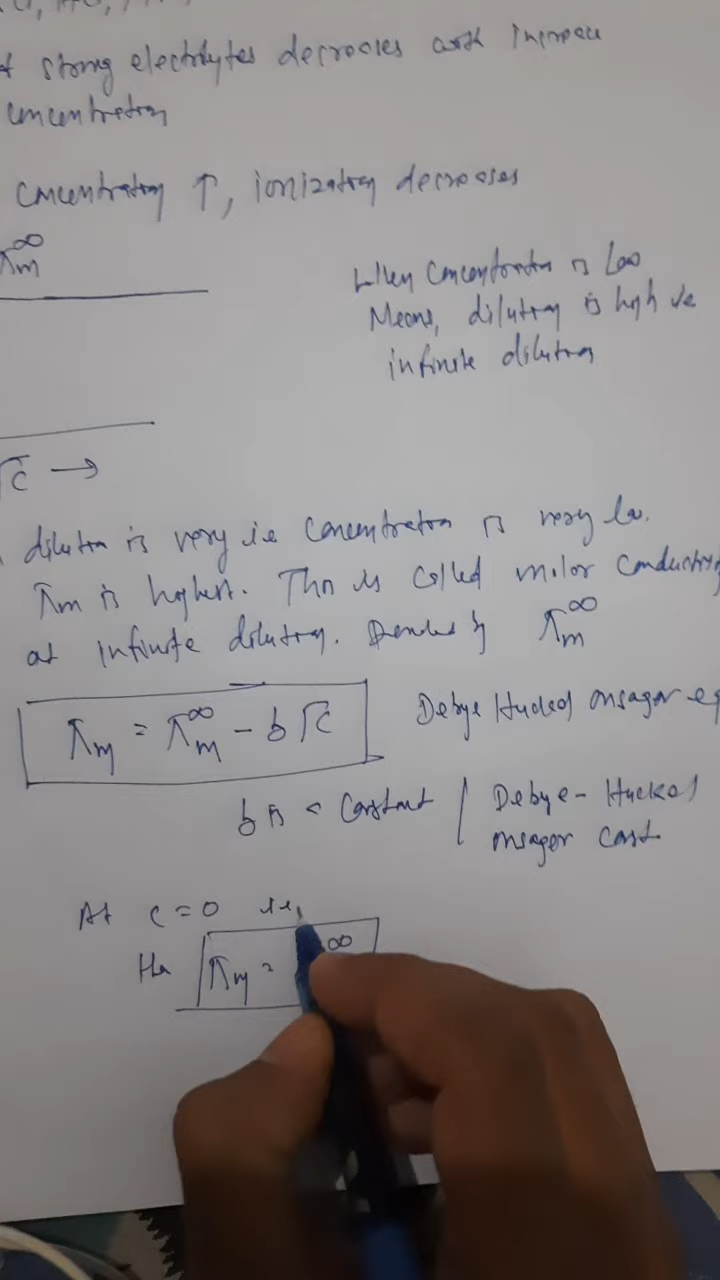 strong electrolytes decreases with increase
concentration
Concentration ↑, ionization decreases
λm∞
When Concentration is Low
Means, dilution is high ie
infinite dilution
√c →
dilution is very i.e Concentration is very low.
λm is highest. This is called molar conductivity
at infinite dilution. Denoted by λm∞
λm = λm∞ - b√c Debye Huckel onsager eq
b is a Constant / Debye - Huckel
onsager const
At c = 0 i.e,
λm = ∞